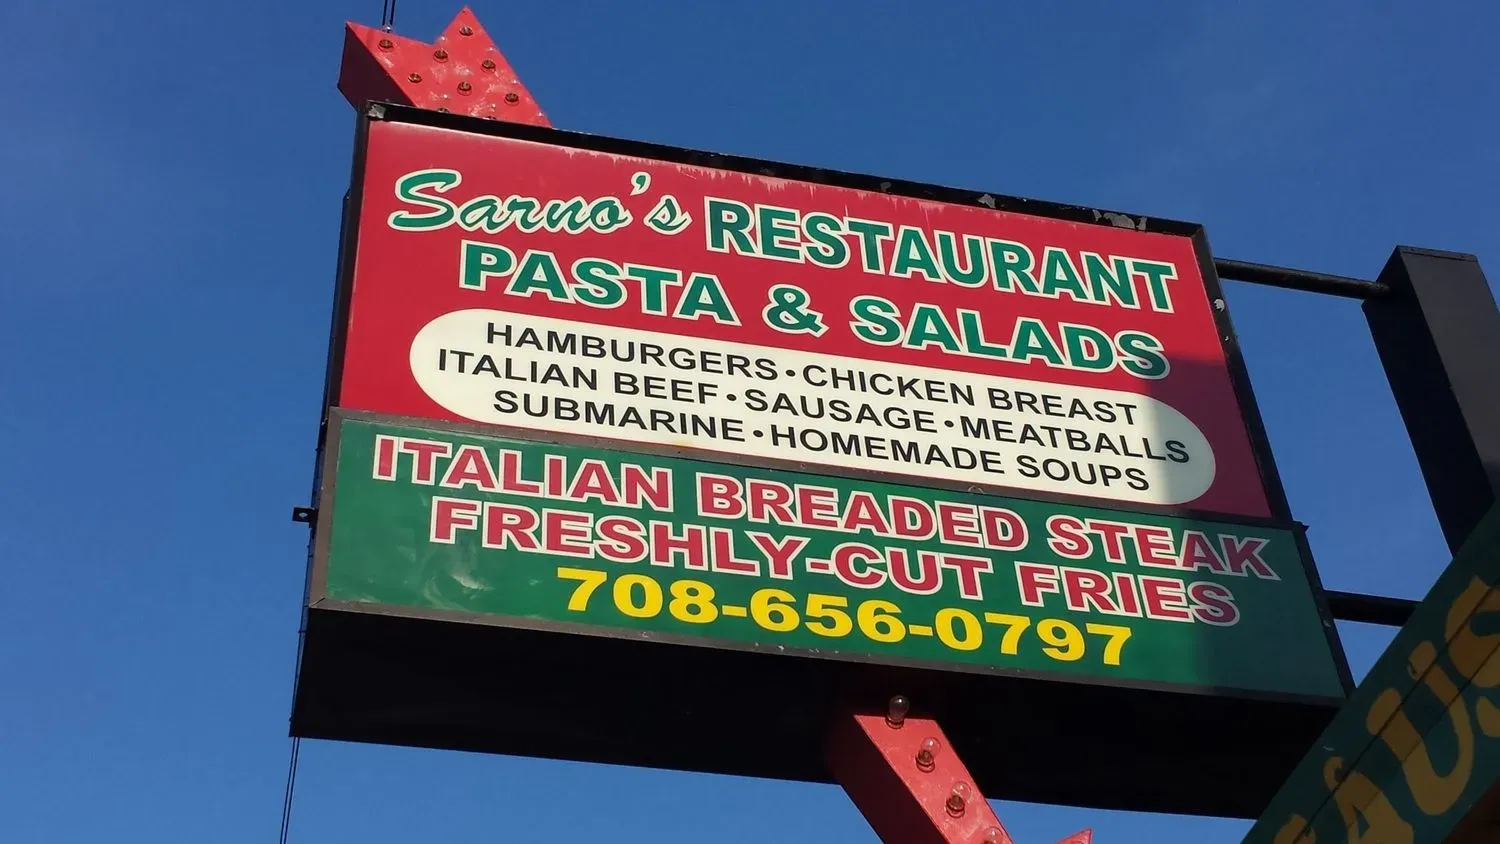 Sarno's RESTAURANT
PASTA & SALADS
HAMBURGERS • CHICKEN BREAST
ITALIAN BEEF • SAUSAGE • MEATBALLS
SUBMARINE • HOMEMADE SOUPS
ITALIAN BREADED STEAK
FRESHLY-CUT FRIES
708-656-0797